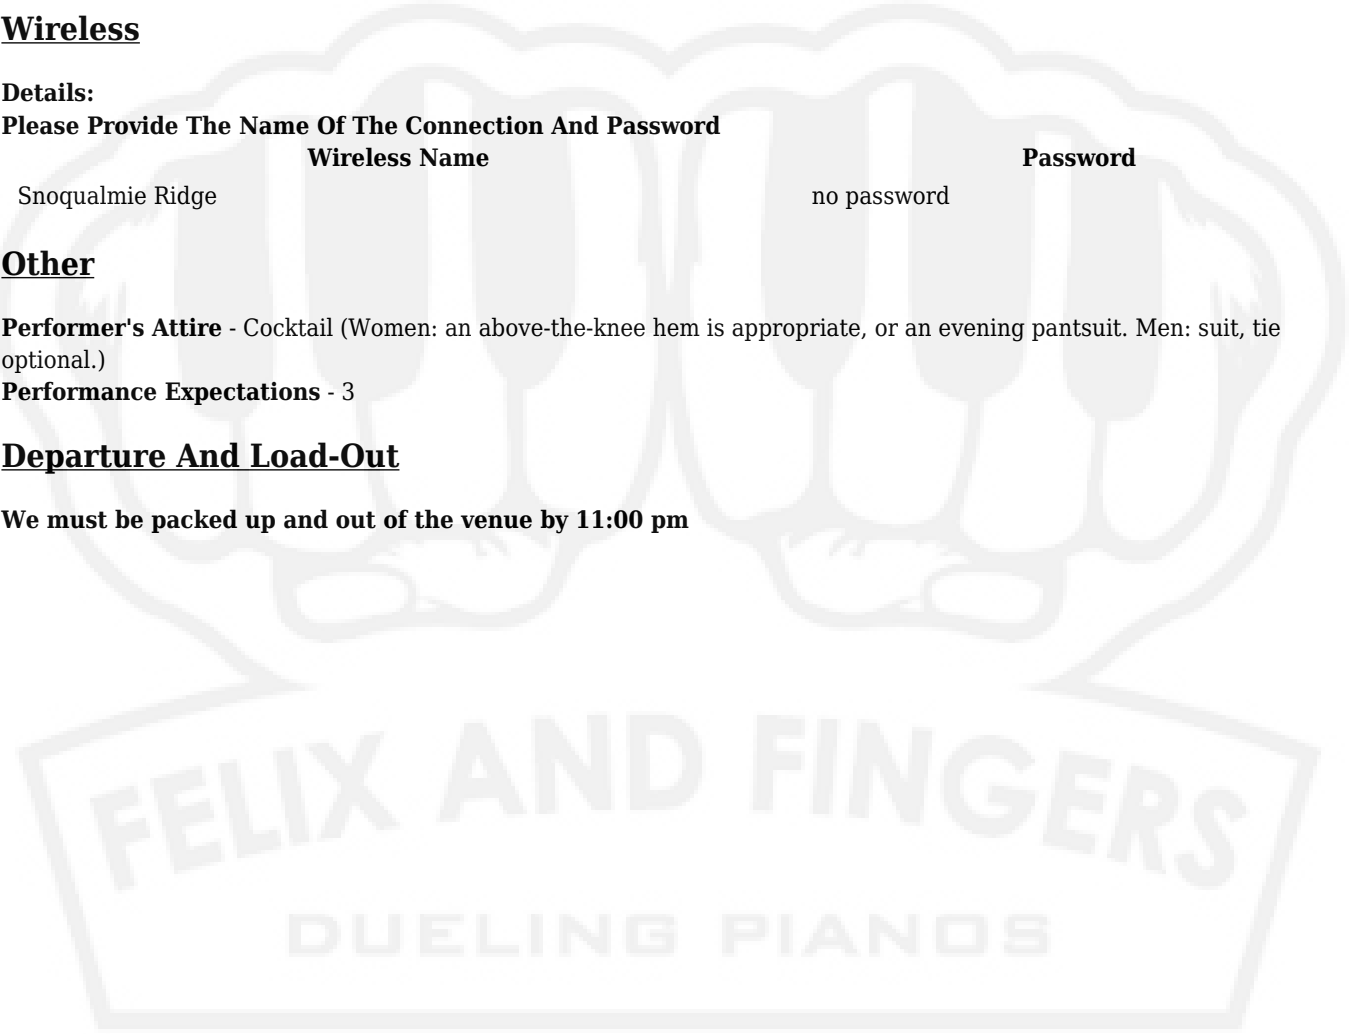 Wireless
Details:
Please Provide The Name Of The Connection And Password
Wireless Name Password
Snoqualmie Ridge no password
Other
Performer's Attire - Cocktail (Women: an above-the-knee hem is appropriate, or an evening pantsuit. Men: suit, tie
optional.)
Performance Expectations - 3
Departure And Load-Out
We must be packed up and out of the venue by 11:00 pm
FELIX AND FINGERS
DUELING PIANOS